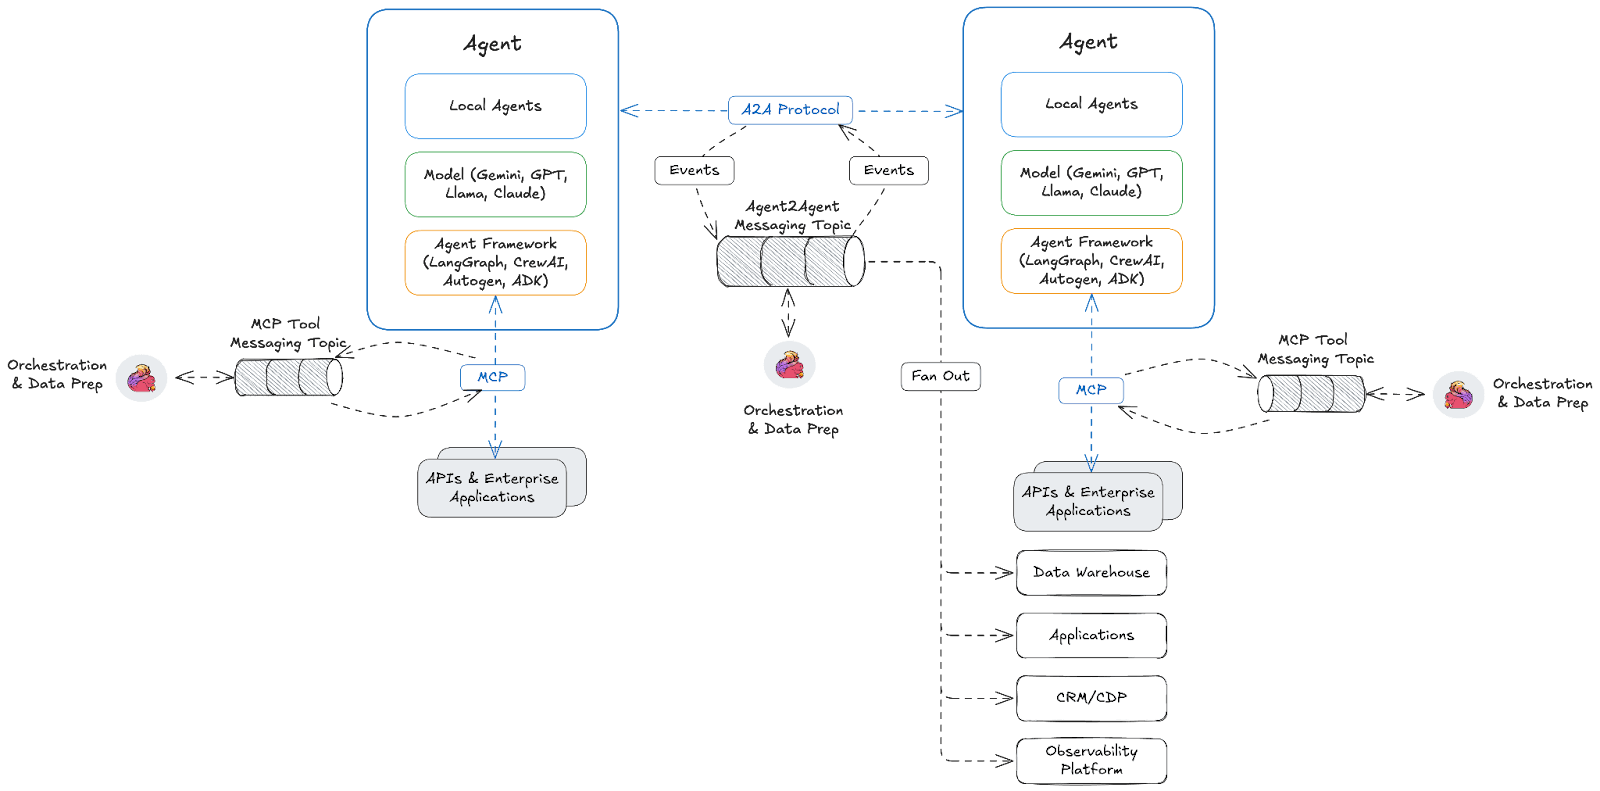 Agent
Local Agents
Model (Gemini, GPT,
Llama, Claude)
Agent Framework
(LangGraph, CrewAI,
Autogen, ADK)
A2A Protocol
Events
Events
Agent2Agent
Messaging Topic
Orchestration
& Data Prep
Fan Out
Agent
Local Agents
Model (Gemini, GPT,
Llama, Claude)
Agent Framework
(LangGraph, CrewAI,
Autogen, ADK)
Orchestration
& Data Prep
MCP Tool
Messaging Topic
MCP
APIs & Enterprise
Applications
MCP
MCP Tool
Messaging Topic
Orchestration
& Data Prep
APIs & Enterprise
Applications
Data Warehouse
Applications
CRM/CDP
Observability
Platform